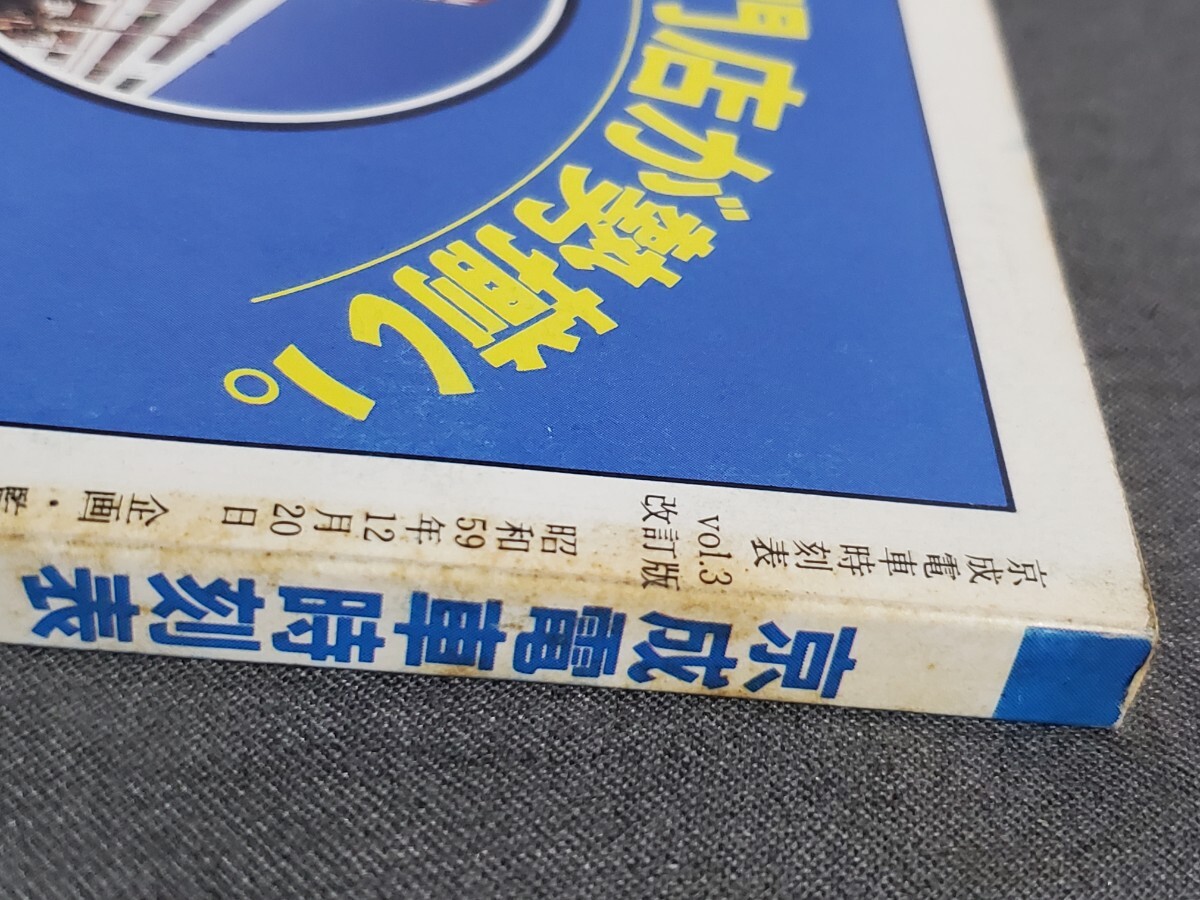 門店が勢揃い。
京成電車時刻表 vol.3 改訂版 昭和59年12月20日 企画・監
京成電車時刻表